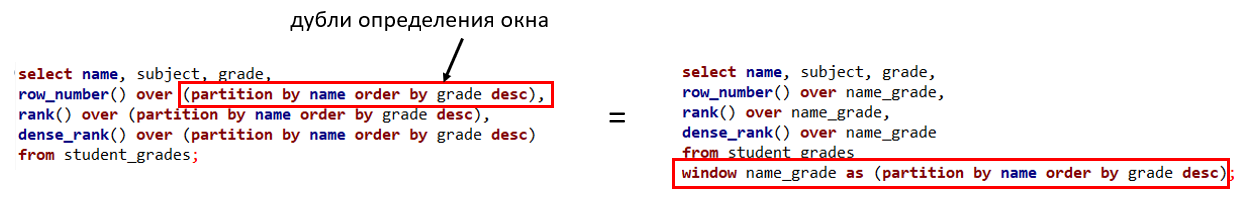 дубли определения окна
select name, subject, grade,
row_number() over (partition by name order by grade desc),
rank() over (partition by name order by grade desc),
dense_rank() over (partition by name order by grade desc)
from student_grades;
=
select name, subject, grade,
row_number() over name_grade,
rank() over name_grade,
dense_rank() over name_grade
from student_grades
window name_grade as (partition by name order by grade desc);